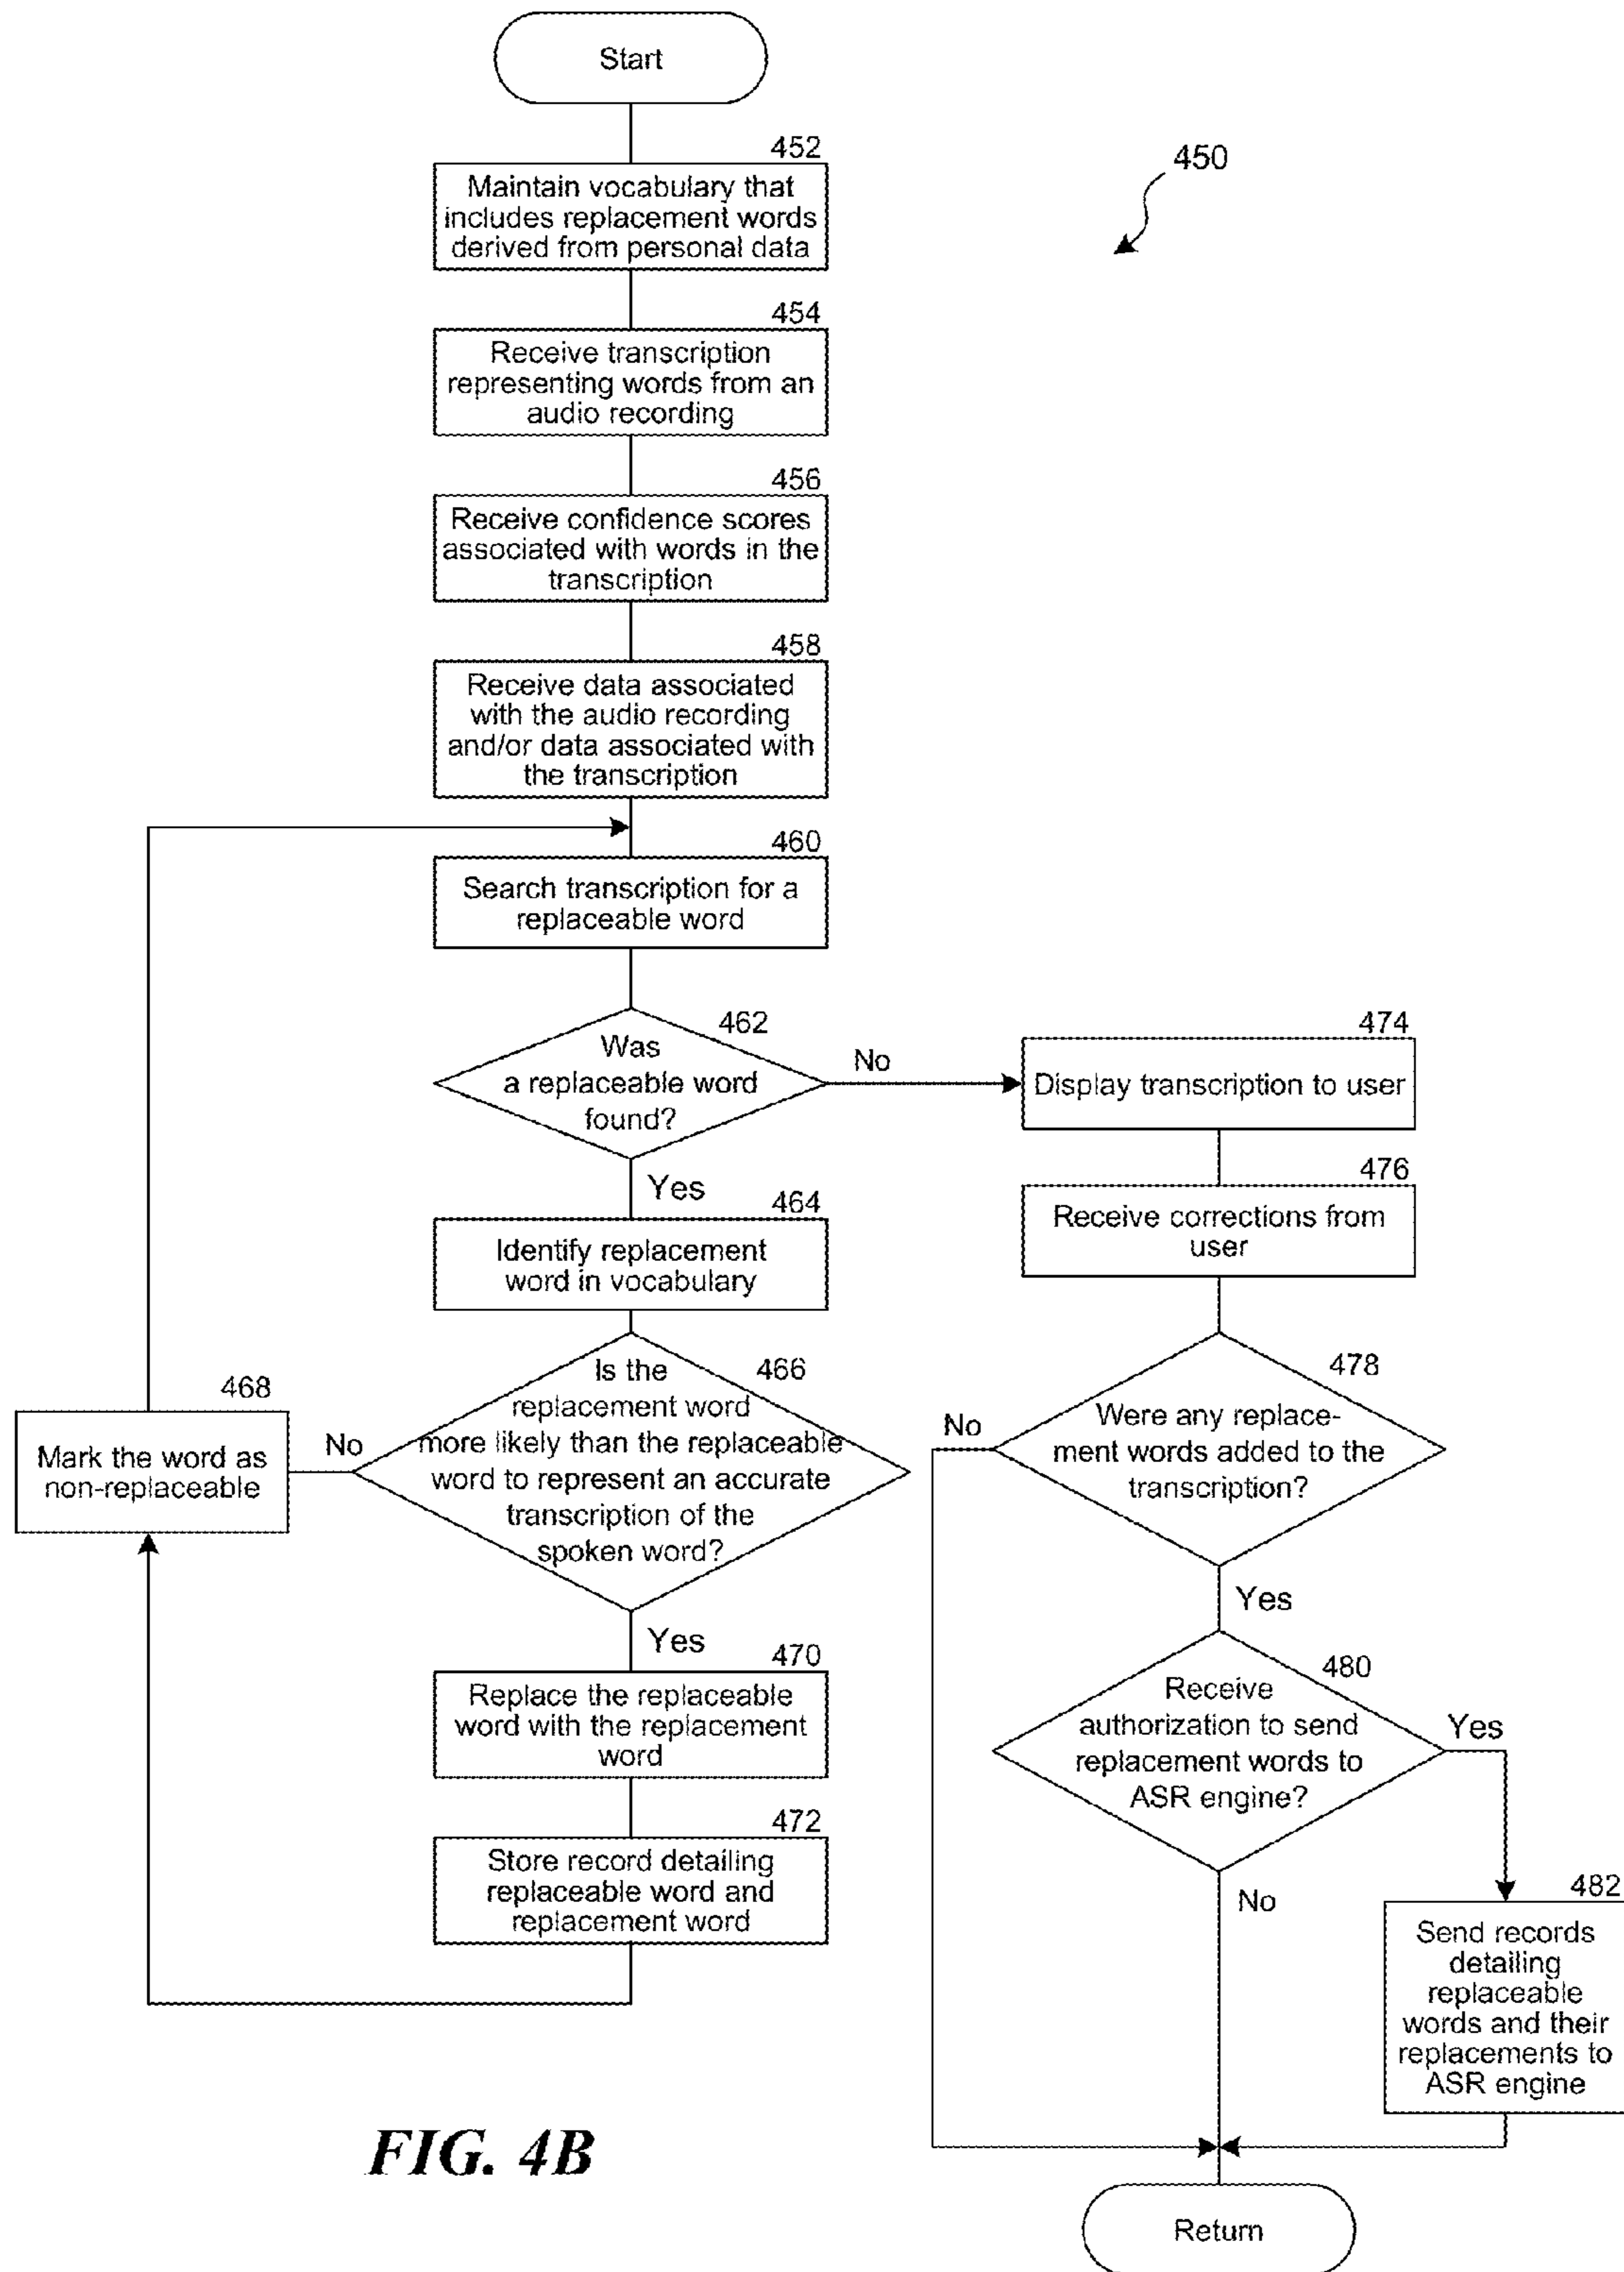 Start
452
Maintain vocabulary that
includes replacement words
derived from personal data
450
454
Receive transcription
representing words from an
audio recording
456
Receive confidence scores
associated with words in the
transcription
458
Receive data associated
with the audio recording
and/or data associated with
the transcription
460
Search transcription for a
replaceable word
462
Was
a replaceable word
found?
No
Yes
464
Identify replacement
word in vocabulary
466
Is the
replacement word
more likely than the replaceable
word to represent an accurate
transcription of the
spoken word?
No
468
Mark the word as
non-replaceable
Yes
470
Replace the replaceable
word with the replacement
word
472
Store record detailing
replaceable word and
replacement word
474
Display transcription to user
476
Receive corrections from
user
478
Were any replace-
ment words added to the
transcription?
No
Yes
480
Receive
authorization to send
replacement words to
ASR engine?
Yes
No
482
Send records
detailing
replaceable
words and their
replacements to
ASR engine
Return
FIG. 4B